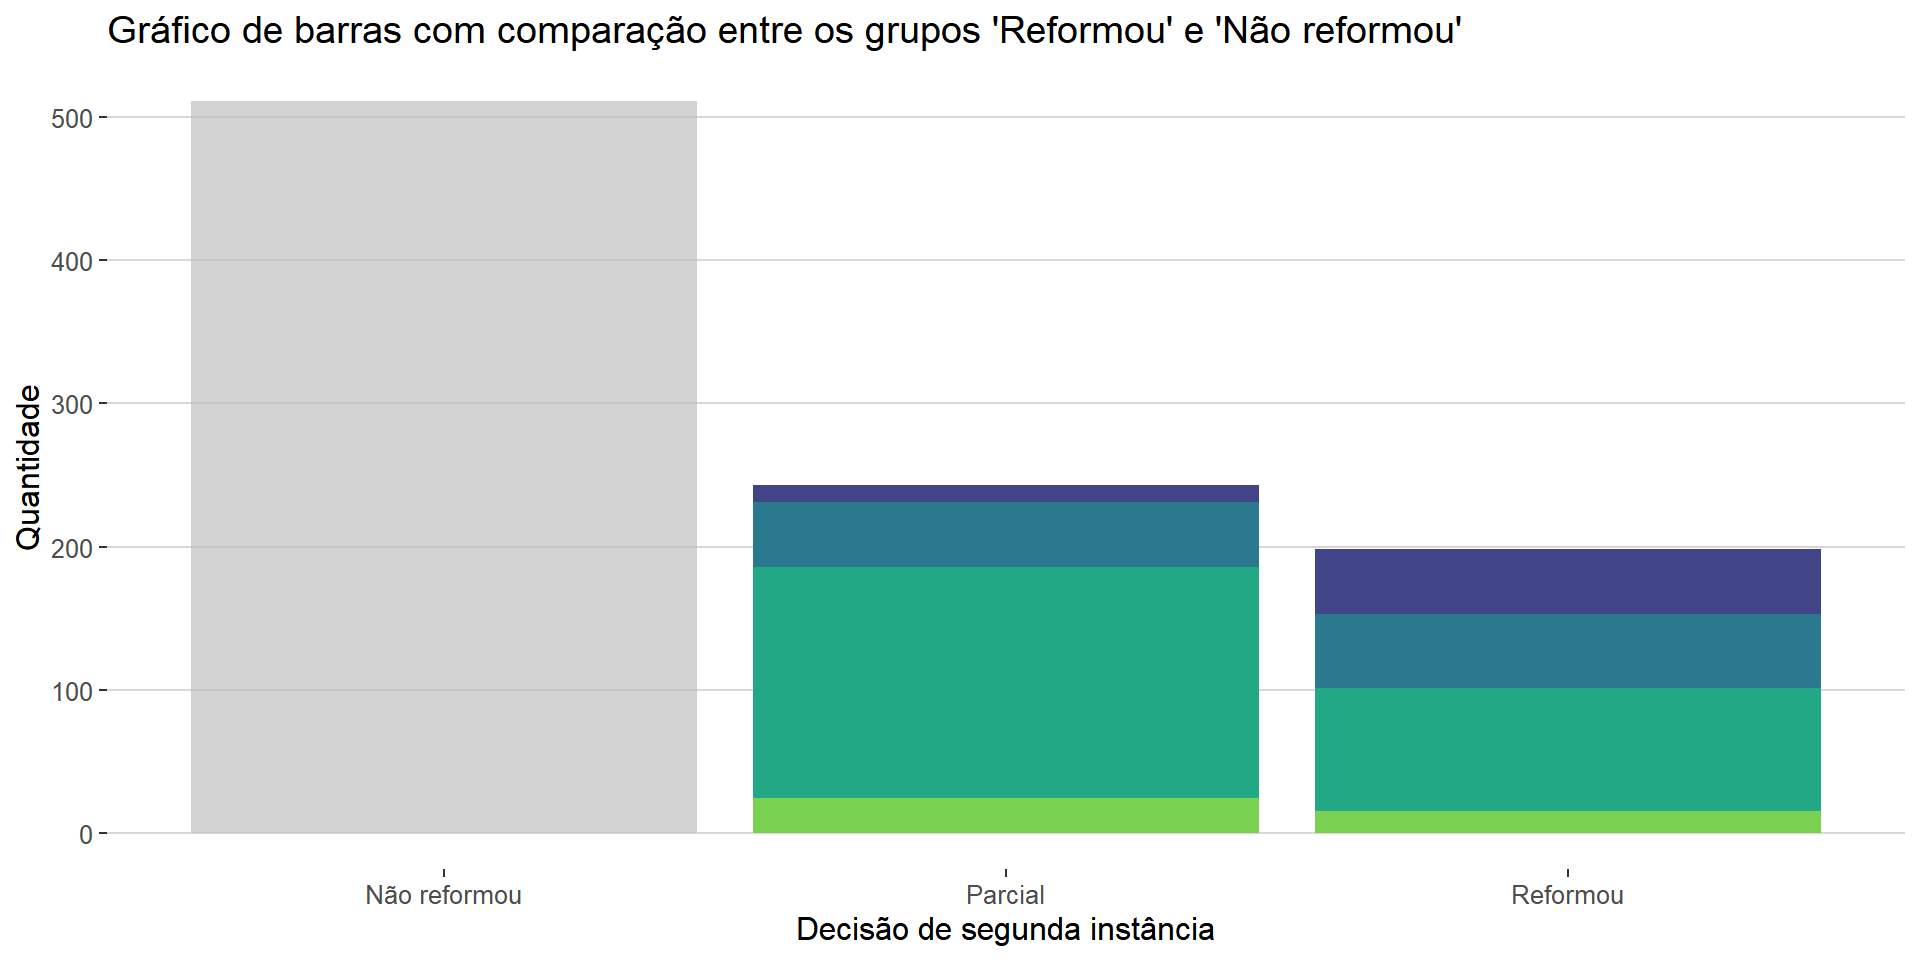 Gráfico de barras com comparação entre os grupos 'Reformou' e 'Não reformou'
Quantidade
500
400
300
200
100
0
Não reformou
Parcial
Reformou
Decisão de segunda instância